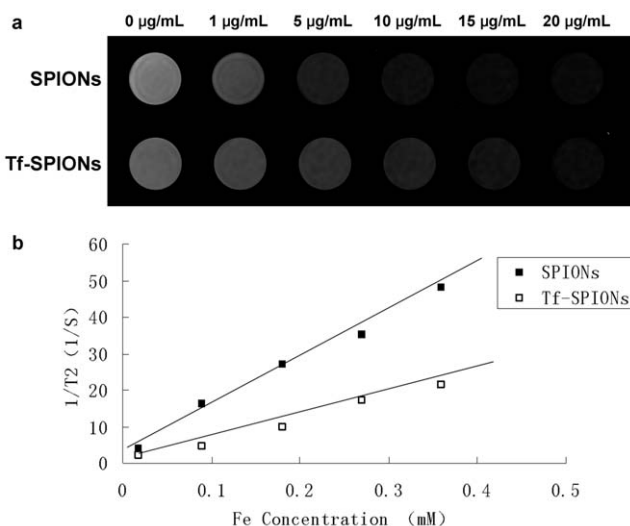 a
0 µg/mL 1 µg/mL 5 µg/mL 10 µg/mL 15 µg/mL 20 µg/mL
SPIONs
Tf-SPIONs
b
60
50
40
30
20
10
0
1/T2 (1/S)
SPIONs
Tf-SPIONs
0 0.1 0.2 0.3 0.4 0.5
Fe Concentration (mM)